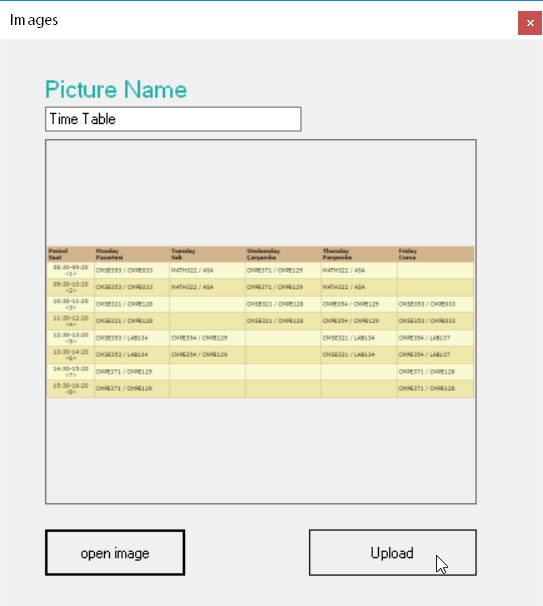 Images
Picture Name
Time Table
Period Monday Tuesday Wednesday Thursday Friday
Saat Pazartesi Salı Çarşamba Perşembe Cuma
08:30-09:20 CMSE353 / CMPE033 MATH322 / ASA CMPE371 / CMPE129 MATH322 / ASA
<1>
09:30-10:20 CMSE353 / CMPE033 MATH322 / ASA CMPE371 / CMPE129 MATH322 / ASA
<2>
10:30-11:20 CMSE321 / CMPE128 CMSE321 / CMPE128 CMPE354 / CMPE129 CMSE353 / CMPE033
<3>
11:30-12:20 CMSE321 / CMPE128 CMSE321 / CMPE128 CMPE354 / CMPE129 CMSE353 / CMPE033
<4>
12:30-13:20 CMSE353 / LAB134 CMPE354 / CMPE129 CMSE321 / LAB134 CMPE354 / LAB137
<5>
13:30-14:20 CMSE353 / LAB134 CMPE354 / CMPE129 CMSE321 / LAB134 CMPE354 / LAB137
<6>
14:30-15:20 CMPE371 / CMPE129 CMPE371 / CMPE128
<7>
15:30-16:20 CMPE371 / CMPE129 CMPE371 / CMPE128
<8>
open image
Upload